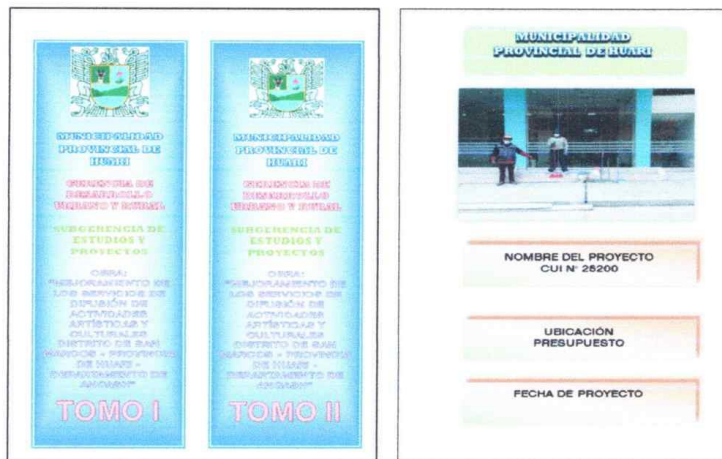 MUNICIPALIDAD
PROVINCIAL DE
HUARI
GERENCIA DE
DESARROLLO
URBANO Y RURAL
SUBGERENCIA DE
ESTUDIOS Y
PROYECTOS
OBRA:
"MEJORAMIENTO DE
LOS SERVICIOS DE
DIFUSIÓN DE
ACTIVIDADES
ARTÍSTICAS Y
CULTURALES
DISTRITO DE SAN
MARCOS - PROVINCIA
DE HUARI -
DEPARTAMENTO DE
ANCASH"
TOMO I
MUNICIPALIDAD
PROVINCIAL DE
HUARI
GERENCIA DE
DESARROLLO
URBANO Y RURAL
SUBGERENCIA DE
ESTUDIOS Y
PROYECTOS
OBRA:
"MEJORAMIENTO DE
LOS SERVICIOS DE
DIFUSIÓN DE
ACTIVIDADES
ARTÍSTICAS Y
CULTURALES
DISTRITO DE SAN
MARCOS - PROVINCIA
DE HUARI -
DEPARTAMENTO DE
ANCASH"
TOMO II
MUNICIPALIDAD
PROVINCIAL DE HUARI
NOMBRE DEL PROYECTO
CUI N° 25200
UBICACIÓN
PRESUPUESTO
FECHA DE PROYECTO